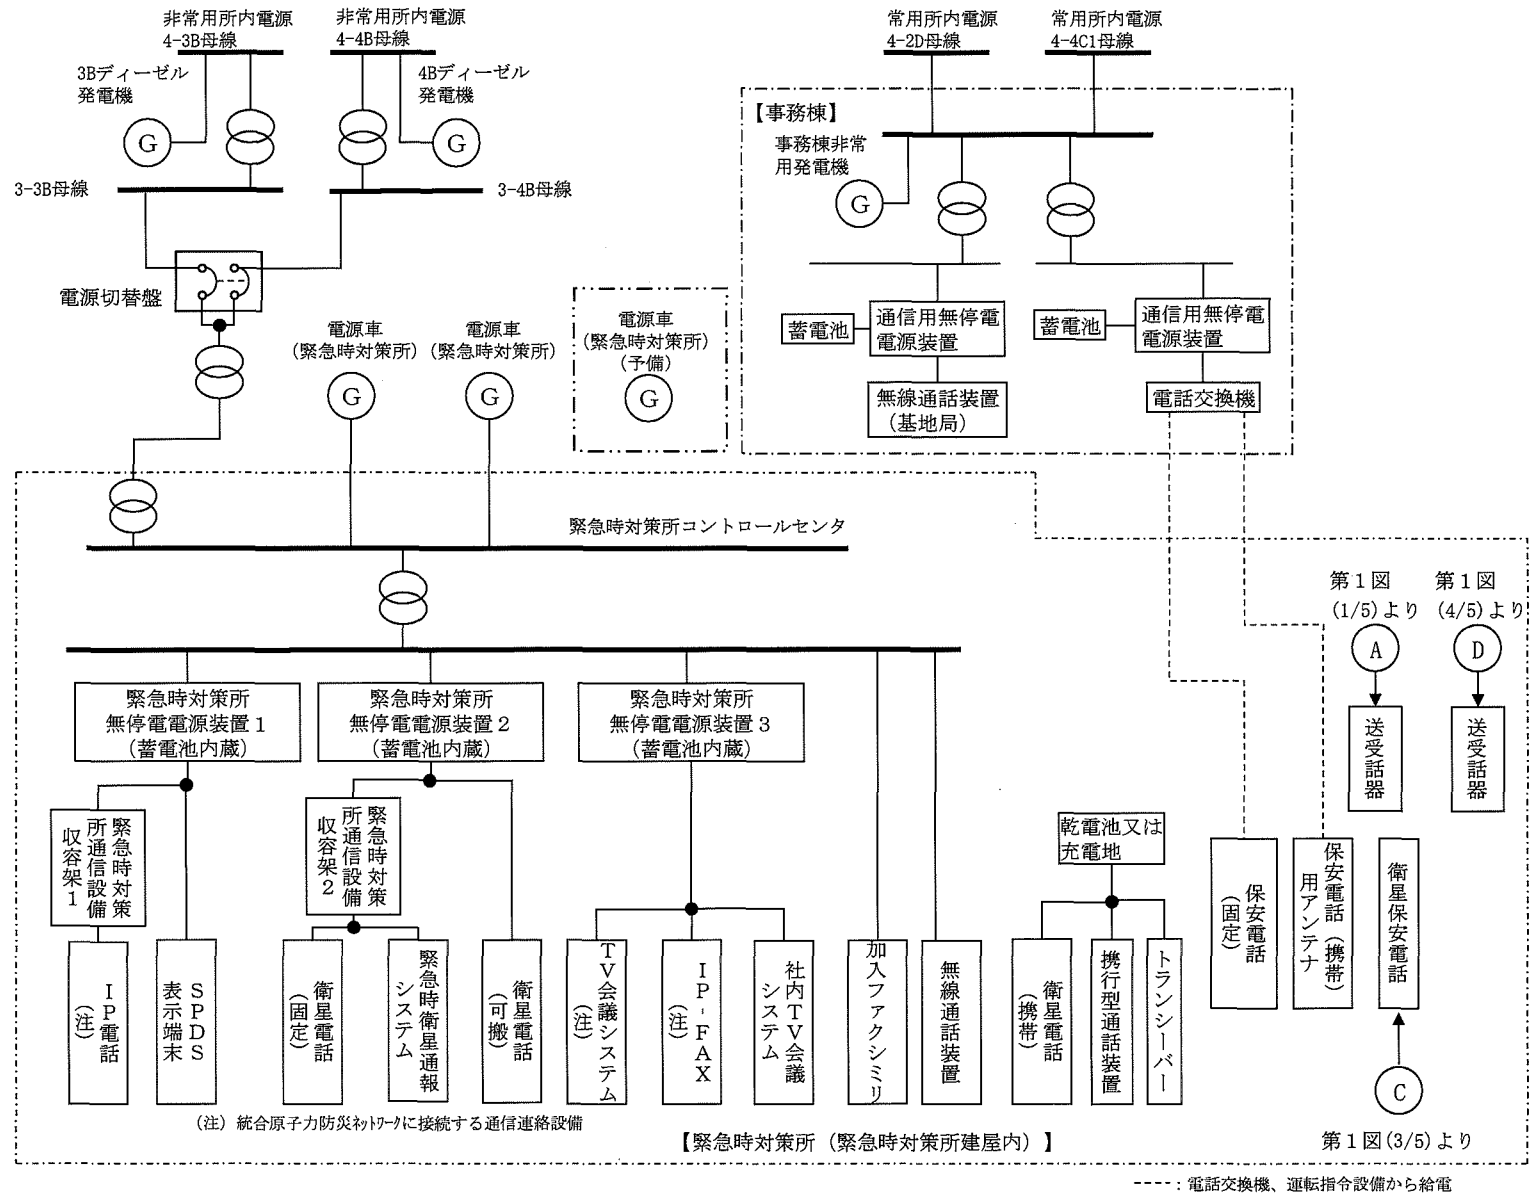 非常用所内電源
4-3B母線
非常用所内電源
4-4B母線
常用所内電源
4-2D母線
常用所内電源
4-4C1母線
3Bディーゼル
発電機
G
4Bディーゼル
発電機
G
3-3B母線
3-4B母線
【事務棟】
事務棟非常
用発電機
G
電源切替盤
電源車
(緊急時対策所)
G
電源車
(緊急時対策所)
G
電源車
(緊急時対策所)
(予備)
G
蓄電池
通信用無停電
電源装置
無線通話装置
(基地局)
蓄電池
通信用無停電
電源装置
電話交換機
緊急時対策所コントロールセンタ
緊急時対策所
無停電電源装置1
(蓄電池内蔵)
緊急時対策所
無停電電源装置2
(蓄電池内蔵)
緊急時対策所
無停電電源装置3
(蓄電池内蔵)
第1図
(1/5)より
A
送受話器
第1図
(4/5)より
D
送受話器
緊急時対策
所通信設備
収容架1
緊急時対策
所通信設備
収容架2
乾電池又は
充電地
IP電話
(注)
SPDS
表示端末
衛星電話
(固定)
緊急時衛星通報
システム
衛星電話
(可搬)
TV会議システム
(注)
IP-FAX
(注)
社内TV会議
システム
加入ファクシミリ
無線通話装置
衛星電話
(携帯)
携行型通話装置
トランシーバー
保安電話
(固定)
保安電話(携帯)
用アンテナ
衛星保安電話
C
第1図(3/5)より
(注) 統合原子力防災ネットワークに接続する通信連絡設備
【緊急時対策所(緊急時対策所建屋内)】
----:電話交換機、運転指令設備から給電